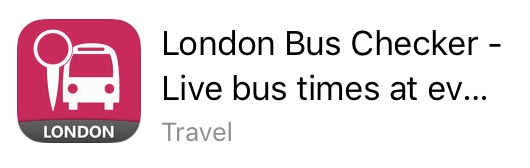 London Bus Checker -
Live bus times at ev...
LONDON
Travel